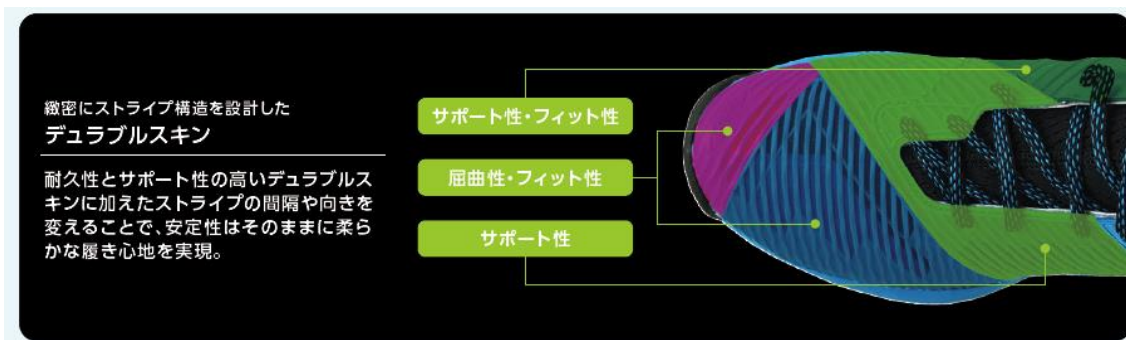 緻密にストライプ構造を設計した
デュラブルスキン
耐久性とサポート性の高いデュラブルス
キンに加えたストライプの間隔や向きを
変えることで、安定性はそのままに柔ら
かな履き心地を実現。
サポート性・フィット性
屈曲性・フィット性
サポート性